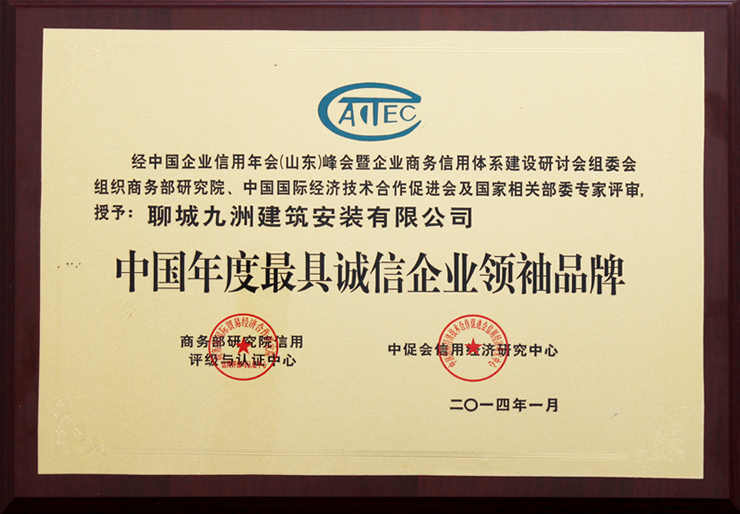 CAITEC
经中国企业信用年会(山东)峰会暨企业商务信用体系建设研讨会组委会
组织商务部研究院、中国国际经济技术合作促进会及国家相关部委专家评审,
授予：聊城九洲建筑安装有限公司
中国年度最具诚信企业领袖品牌
商务部研究院信用
评级与认证中心
中促会信用经济研究中心
二〇一四年一月